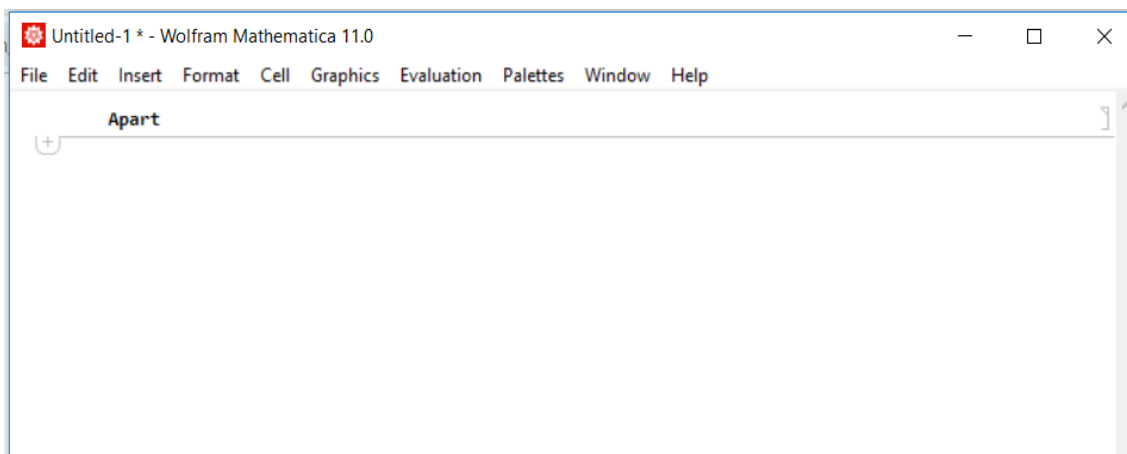 Untitled-1 * - Wolfram Mathematica 11.0
File Edit Insert Format Cell Graphics Evaluation Palettes Window Help
Apart